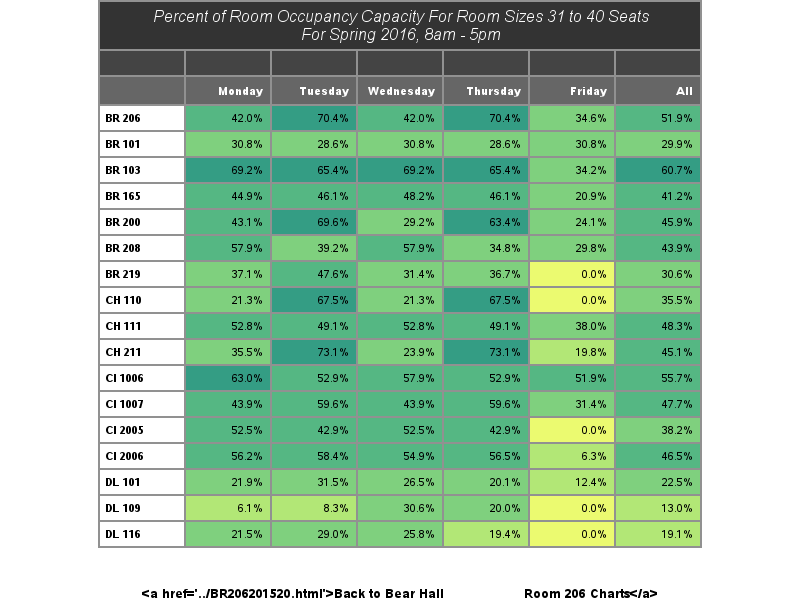 Percent of Room Occupancy Capacity For Room Sizes 31 to 40 Seats
For Spring 2016, 8am - 5pm
Monday Tuesday Wednesday Thursday Friday All
BR 206 42.0% 70.4% 42.0% 70.4% 34.6% 51.9%
BR 101 30.8% 28.6% 30.8% 28.6% 30.8% 29.9%
BR 103 69.2% 65.4% 69.2% 65.4% 34.2% 60.7%
BR 165 44.9% 46.1% 48.2% 46.1% 20.9% 41.2%
BR 200 43.1% 69.6% 29.2% 63.4% 24.1% 45.9%
BR 208 57.9% 39.2% 57.9% 34.8% 29.8% 43.9%
BR 219 37.1% 47.6% 31.4% 36.7% 0.0% 30.6%
CH 110 21.3% 67.5% 21.3% 67.5% 0.0% 35.5%
CH 111 52.8% 49.1% 52.8% 49.1% 38.0% 48.3%
CH 211 35.5% 73.1% 23.9% 73.1% 19.8% 45.1%
CI 1006 63.0% 52.9% 57.9% 52.9% 51.9% 55.7%
CI 1007 43.9% 59.6% 43.9% 59.6% 31.4% 47.7%
CI 2005 52.5% 42.9% 52.5% 42.9% 0.0% 38.2%
CI 2006 56.2% 58.4% 54.9% 56.5% 6.3% 46.5%
DL 101 21.9% 31.5% 26.5% 20.1% 12.4% 22.5%
DL 109 6.1% 8.3% 30.6% 20.0% 0.0% 13.0%
DL 116 21.5% 29.0% 25.8% 19.4% 0.0% 19.1%
<a href='../BR206201520.html'>Back to Bear Hall Room 206 Charts</a>